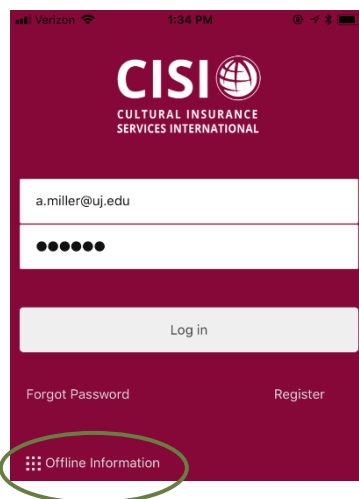 Verizon 1:34 PM
CISI
CULTURAL INSURANCE
SERVICES INTERNATIONAL
a.miller@uj.edu
●●●●●●
Log in
Forgot Password Register
Offline Information